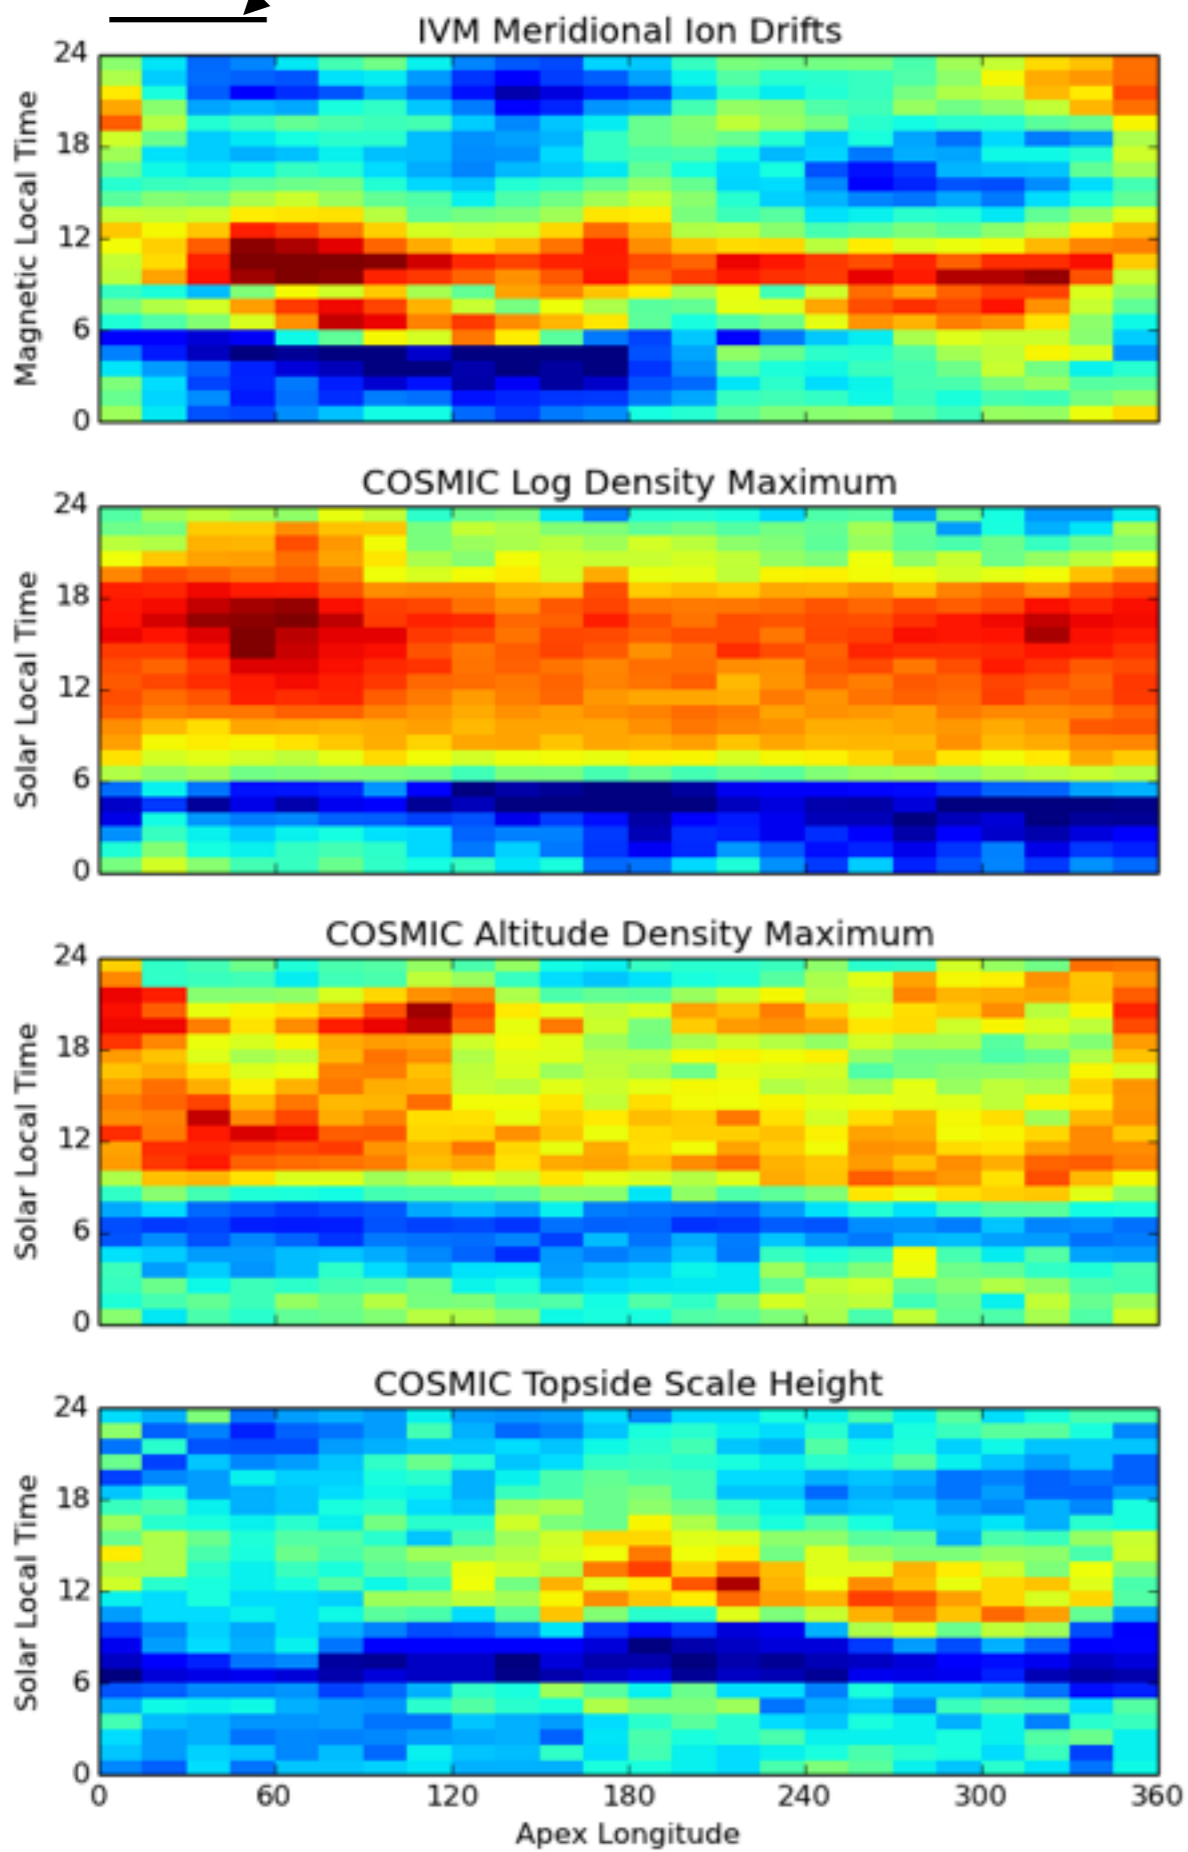 IVM Meridional Ion Drifts
24
18
12
6
0
Magnetic Local Time
COSMIC Log Density Maximum
24
18
12
6
0
Solar Local Time
COSMIC Altitude Density Maximum
24
18
12
6
0
Solar Local Time
COSMIC Topside Scale Height
24
18
12
6
0
Solar Local Time
0 60 120 180 240 300 360
Apex Longitude